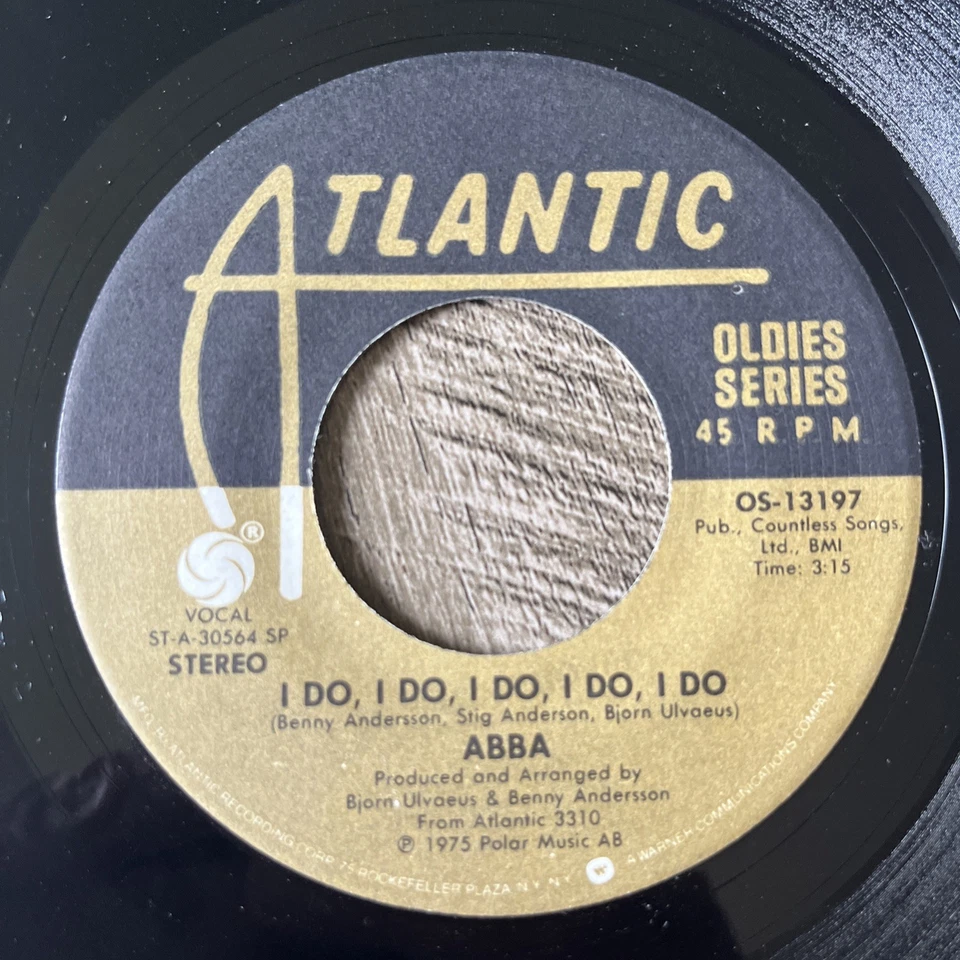 ATLANTIC
OLDIES
SERIES
45 RPM
OS-13197
Pub., Countless Songs,
Ltd., BMI
Time: 3:15
®
VOCAL
ST-A-30564 SP
STEREO
I DO, I DO, I DO, I DO, I DO
(Benny Andersson, Stig Anderson, Bjorn Ulvaeus)
ABBA
Produced and Arranged by
Bjorn Ulvaeus & Benny Andersson
From Atlantic 3310
℗ 1975 Polar Music AB
MFG. BY ATLANTIC RECORDING CORP. 75 ROCKEFELLER PLAZA N.Y. N.Y. W A WARNER COMMUNICATIONS COMPANY